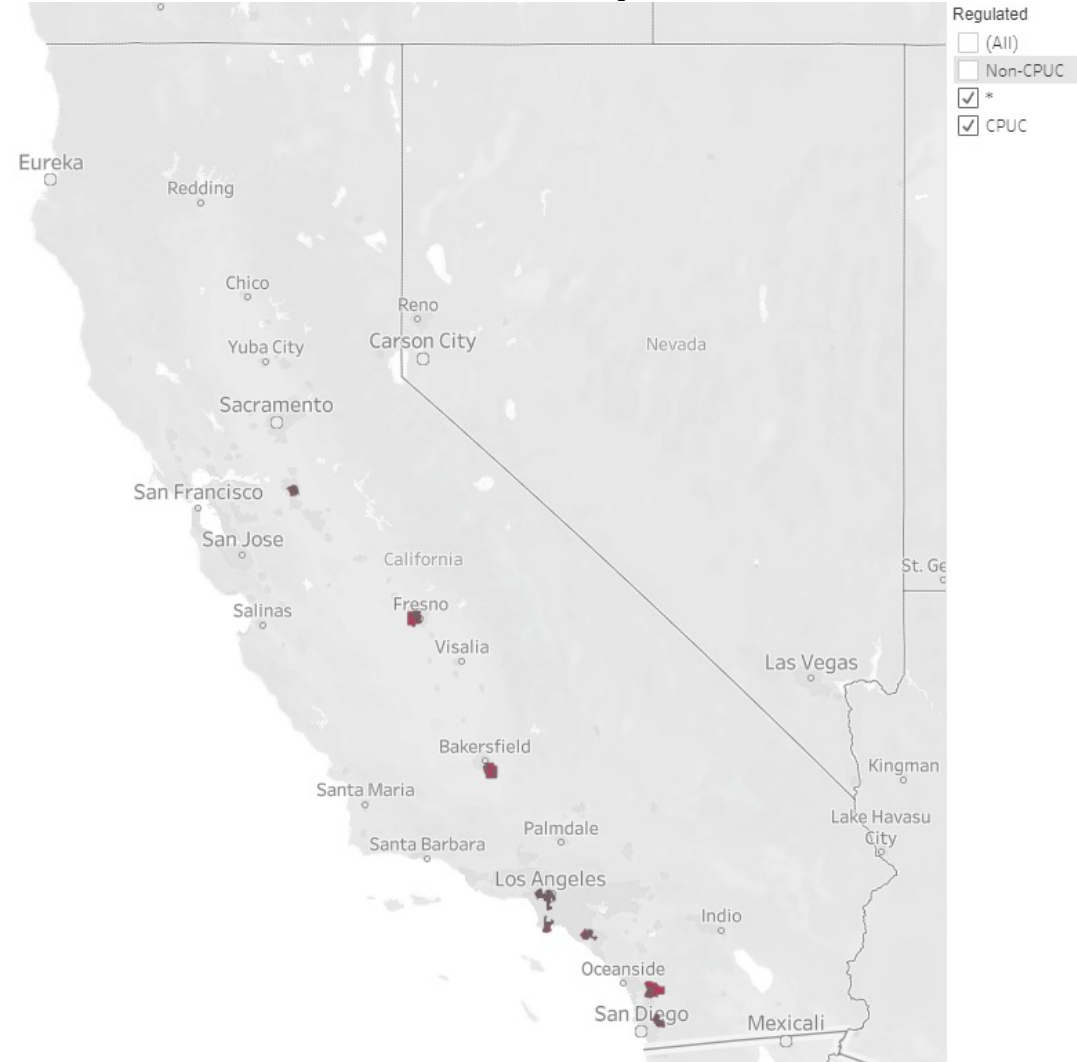 Regulated
(All)
Non-CPUC
*
CPUC
Eureka
Redding
Chico
Reno
Carson City
Nevada
Yuba City
Sacramento
San Francisco
San Jose
California
St. Ge
Fresno
Salinas
Visalia
Las Vegas
Bakersfield
Kingman
Santa Maria
Lake Havasu
City
Palmdale
Santa Barbara
Los Angeles
Indio
Oceanside
San Diego
Mexicali